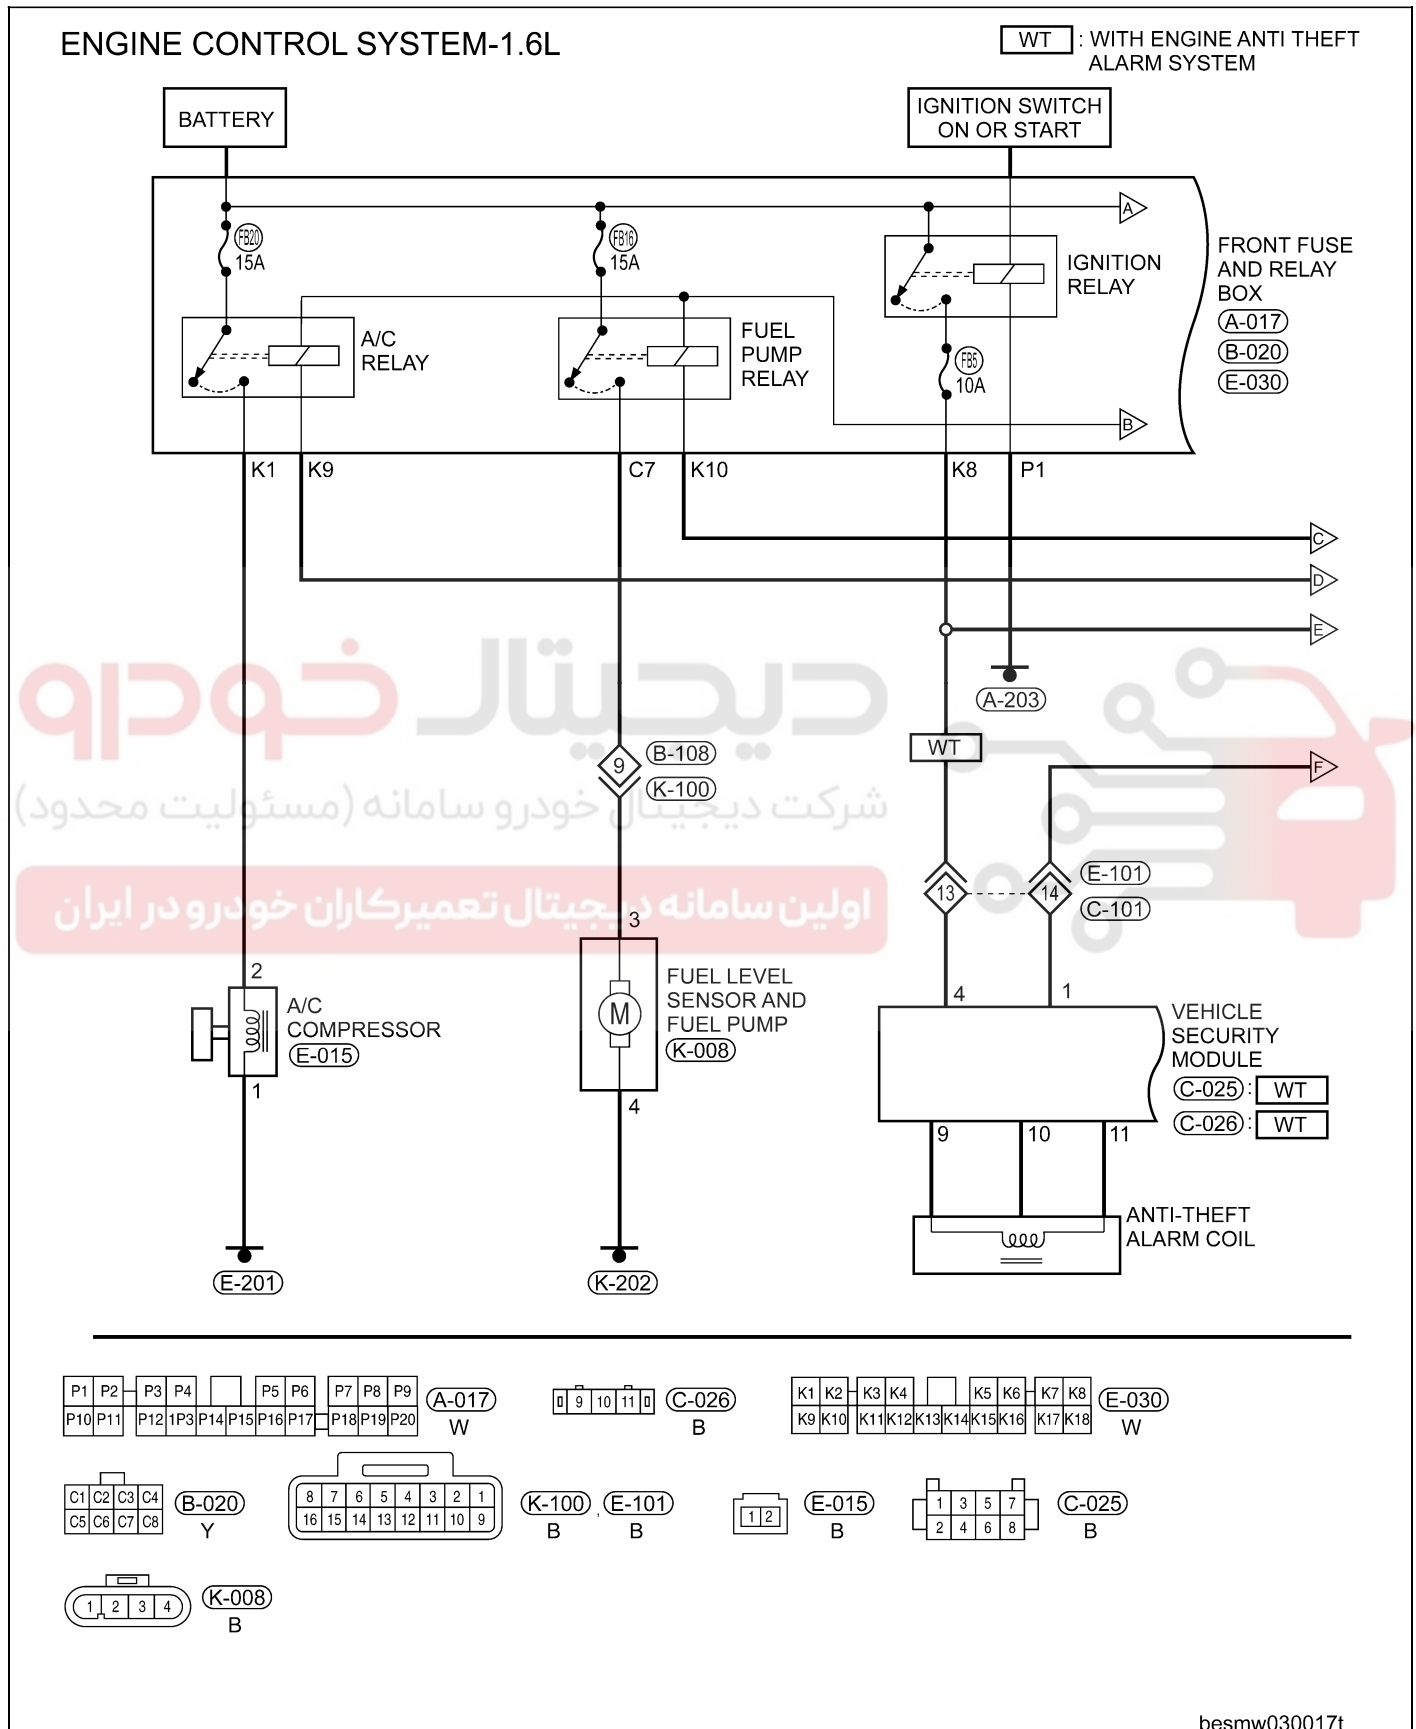 ENGINE CONTROL SYSTEM-1.6L
WT : WITH ENGINE ANTI THEFT
ALARM SYSTEM
BATTERY
IGNITION SWITCH
ON OR START
A
FB20
15A
FB16
15A
IGNITION
RELAY
FRONT FUSE
AND RELAY
BOX
A-017
B-020
E-030
A/C
RELAY
FUEL
PUMP
RELAY
FB5
10A
B
K1 K9 C7 K10 K8 P1
C
D
E
A-203
دیجیتال خودرو
WT
9
B-108
K-100
F
شرکت دیجیتال خودرو سامانه (مسئولیت محدود)
13 14
E-101
C-101
اولین سامانه دیجیتال تعمیرکاران خودرو در ایران
3
2
A/C
COMPRESSOR
E-015
1
M
FUEL LEVEL
SENSOR AND
FUEL PUMP
K-008
4
4 1
VEHICLE
SECURITY
MODULE
C-025 : WT
C-026 : WT
9 10 11
ANTI-THEFT
ALARM COIL
E-201
K-202
P1 P2 P3 P4 P5 P6 P7 P8 P9
P10 P11 P12 1P3 P14 P15 P16 P17 P18 P19 P20
A-017
W
9 10 11
C-026
B
K1 K2 K3 K4 K5 K6 K7 K8
K9 K10 K11 K12 K13 K14 K15 K16 K17 K18
E-030
W
C1 C2 C3 C4
C5 C6 C7 C8
B-020
Y
8 7 6 5 4 3 2 1
16 15 14 13 12 11 10 9
K-100 , E-101
B B
1 2
E-015
B
1 3 5 7
2 4 6 8
C-025
B
1 2 3 4
K-008
B
besmw030017t